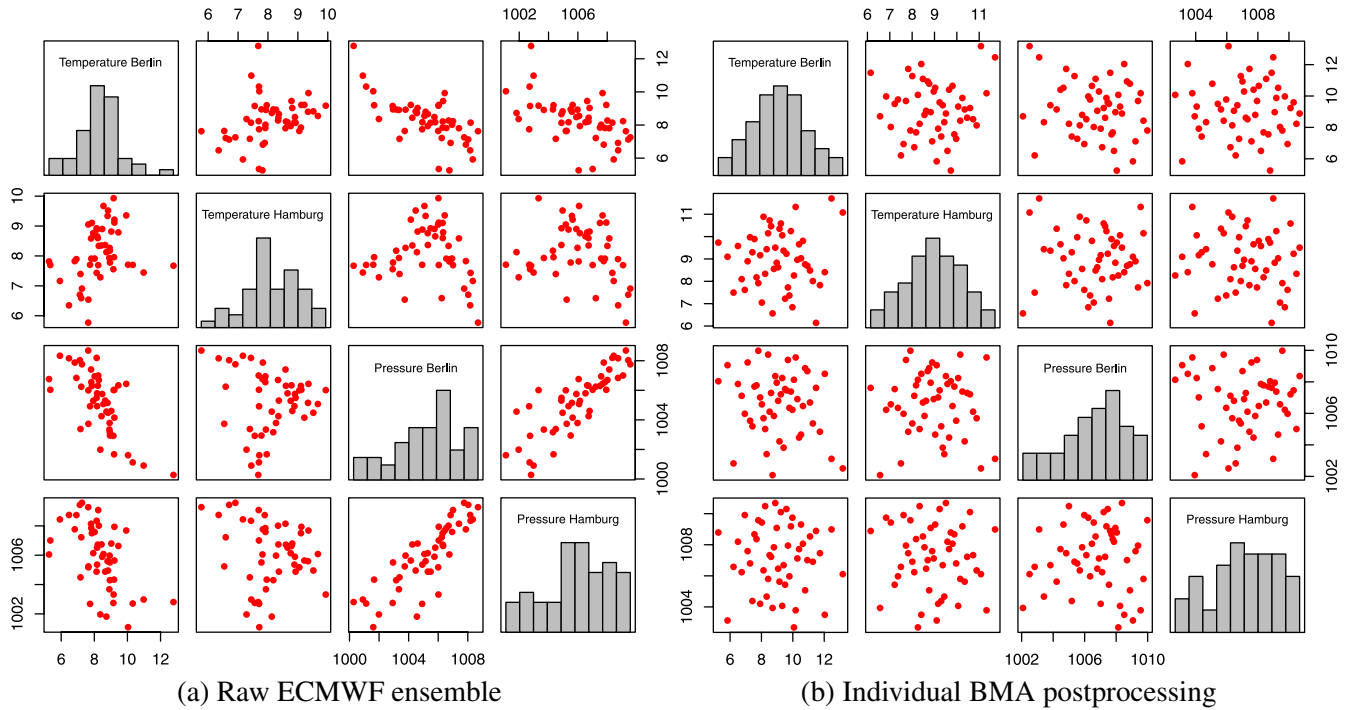 6 7 8 9 10 1002 1006 6 7 8 9 11 1004 1008
Temperature Berlin Temperature Berlin
6 8 10 12 6 8 10 12
6 7 8 9 10 Temperature Hamburg 6 7 8 9 10 11 Temperature Hamburg
Pressure Berlin 1000 1004 1008 Pressure Berlin 1002 1006 1010
1002 1006 Pressure Hamburg 1004 1008 Pressure Hamburg
6 8 10 12 1000 1004 1008 6 8 10 12 1002 1006 1010
(a) Raw ECMWF ensemble (b) Individual BMA postprocessing